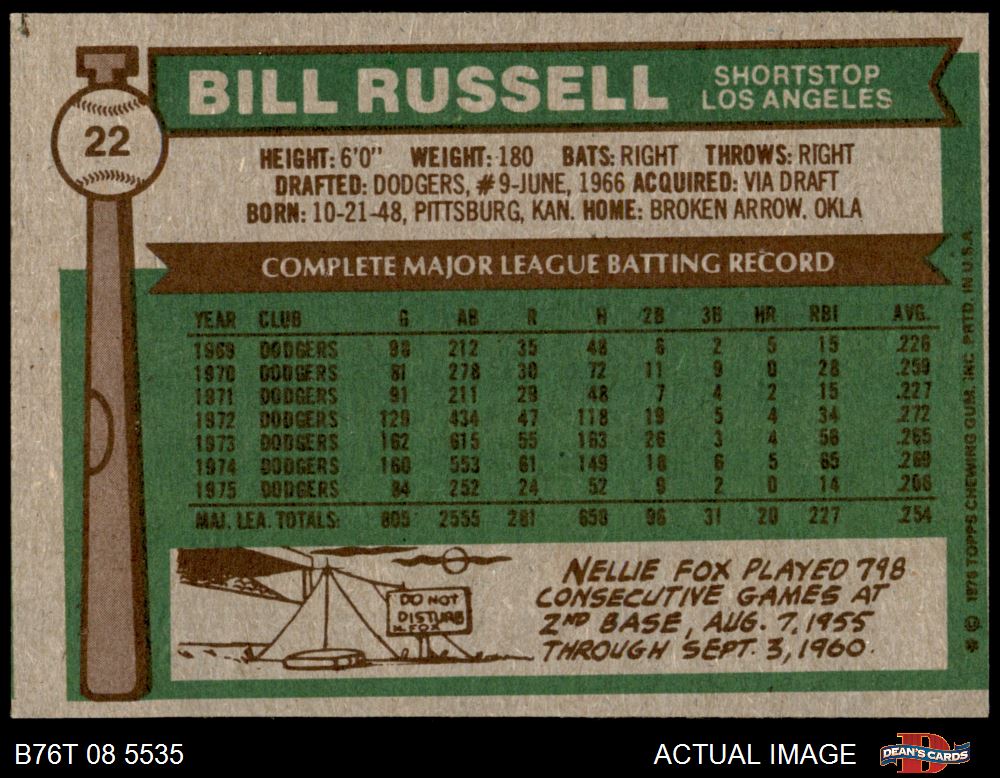 22
BILL RUSSELL
SHORTSTOP
LOS ANGELES
HEIGHT: 6'0" WEIGHT: 180 BATS: RIGHT THROWS: RIGHT
DRAFTED: DODGERS, #9-JUNE, 1966 ACQUIRED: VIA DRAFT
BORN: 10-21-48, PITTSBURG, KAN. HOME: BROKEN ARROW. OKLA
COMPLETE MAJOR LEAGUE BATTING RECORD
YEAR CLUB G AB R H 2B 3B HR RBI AVG.
1969 DODGERS 98 212 35 48 6 2 5 15 .226
1970 DODGERS 81 278 30 72 11 9 0 28 .259
1971 DODGERS 91 211 29 48 7 4 2 15 .227
1972 DODGERS 129 434 47 118 19 5 4 34 .272
1973 DODGERS 162 615 55 163 26 3 4 56 .265
1974 DODGERS 160 553 61 149 18 6 5 65 .269
1975 DODGERS 84 252 24 52 9 2 0 14 .206
MAJ. LEA. TOTALS: 805 2555 281 650 96 31 20 227 .254
DO NOT
DISTURB
N. FOX
NELLIE FOX PLAYED 798
CONSECUTIVE GAMES AT
2ND BASE, AUG. 7, 1955
THROUGH SEPT. 3, 1960.
* © 1976 TOPPS CHEWING GUM, INC. PRTD. IN U.S.A.
B76T 08 5535
ACTUAL IMAGE
DEAN'S CARDS